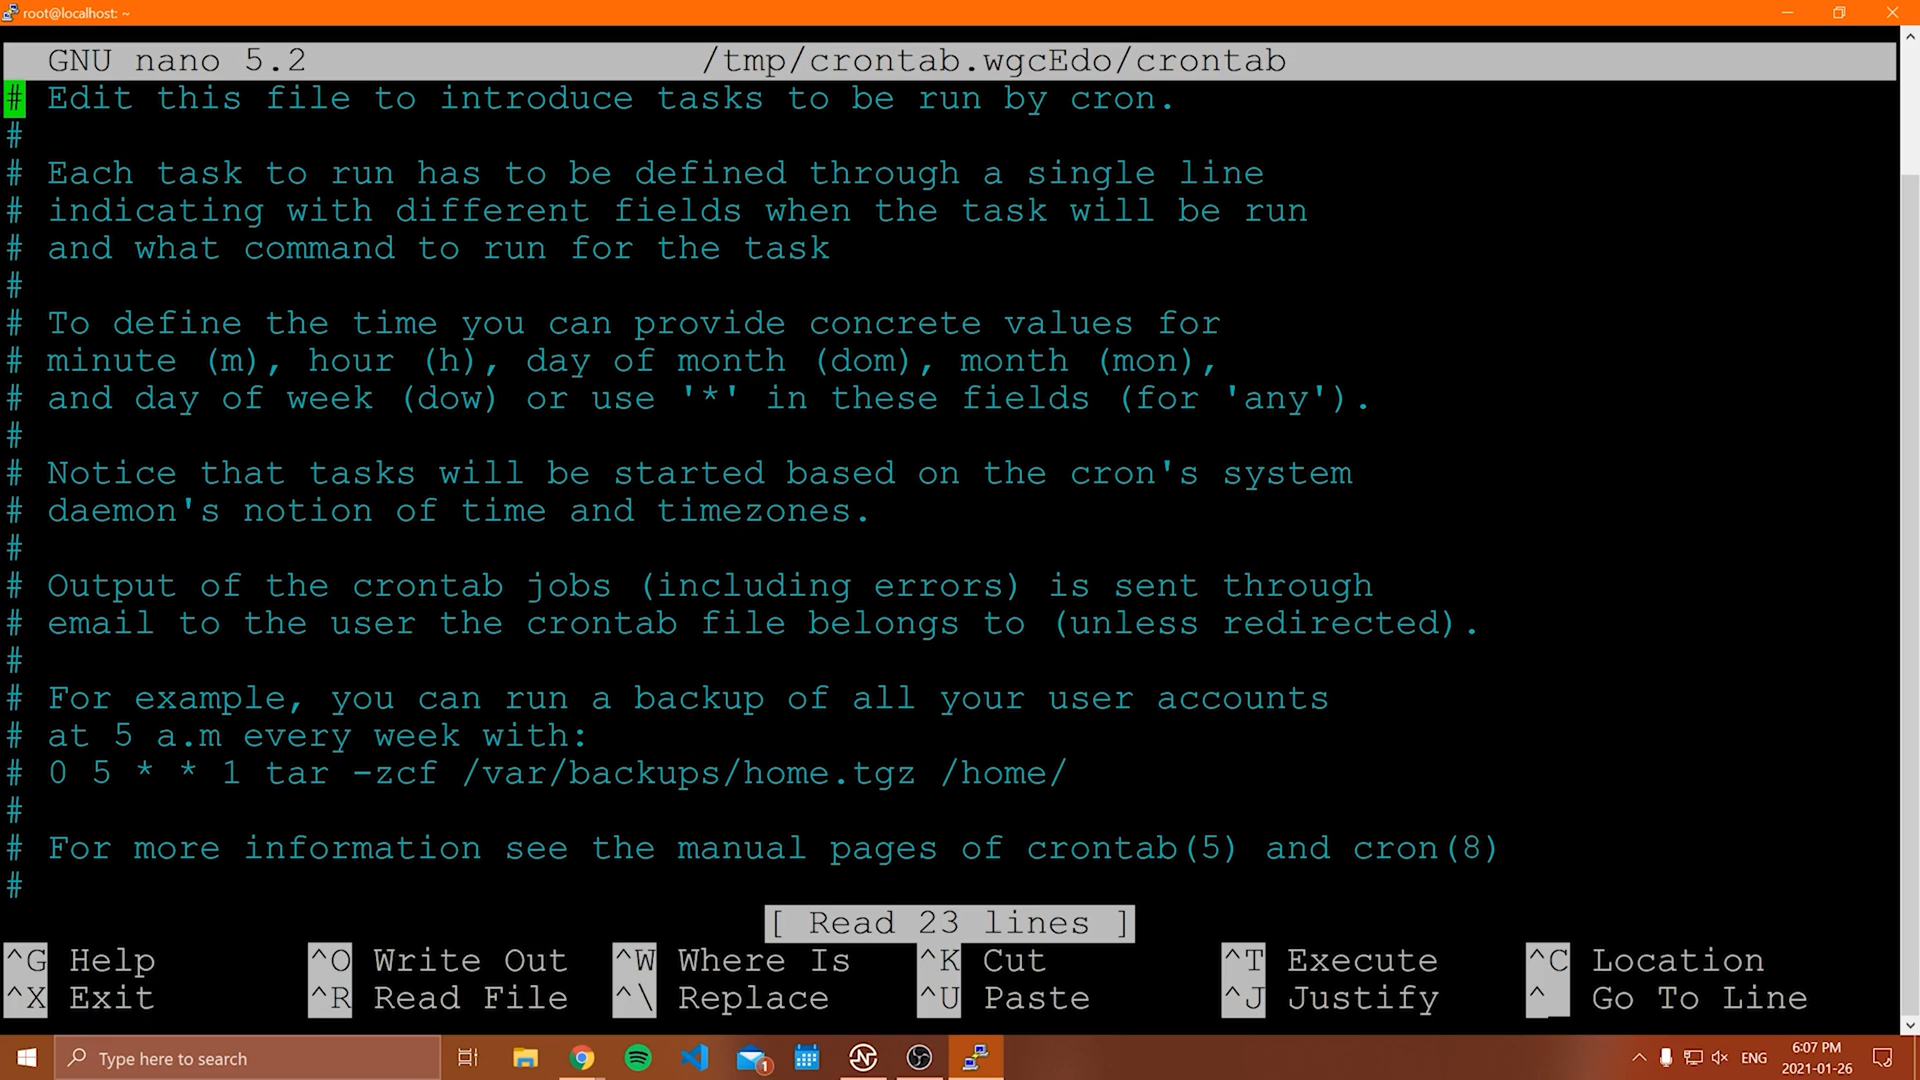 root@localhost: ~
GNU nano 5.2 /tmp/crontab.wgcEdo/crontab
# Edit this file to introduce tasks to be run by cron.
#
# Each task to run has to be defined through a single line
# indicating with different fields when the task will be run
# and what command to run for the task
#
# To define the time you can provide concrete values for
# minute (m), hour (h), day of month (dom), month (mon),
# and day of week (dow) or use '*' in these fields (for 'any').
#
# Notice that tasks will be started based on the cron's system
# daemon's notion of time and timezones.
#
# Output of the crontab jobs (including errors) is sent through
# email to the user the crontab file belongs to (unless redirected).
#
# For example, you can run a backup of all your user accounts
# at 5 a.m every week with:
# 0 5 * * 1 tar -zcf /var/backups/home.tgz /home/
#
# For more information see the manual pages of crontab(5) and cron(8)
#
[ Read 23 lines ]
^G Help ^O Write Out ^W Where Is ^K Cut ^T Execute ^C Location
^X Exit ^R Read File ^\ Replace ^U Paste ^J Justify ^_ Go To Line
Type here to search
1
ENG
6:07 PM
2021-01-26